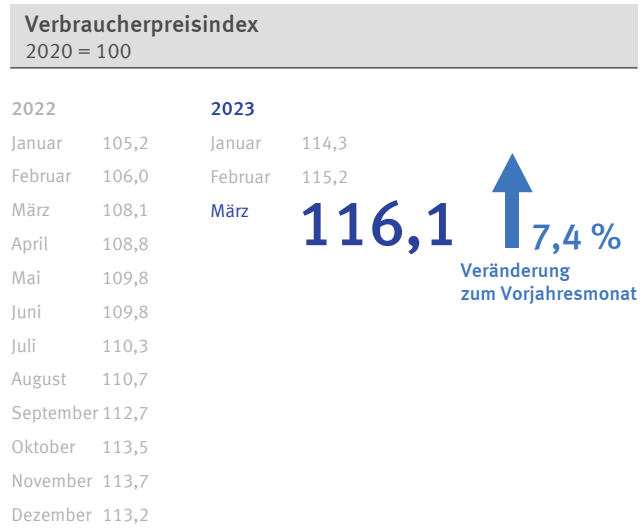 Verbraucherpreisindex
2020 = 100
2022
Januar 105,2
Februar 106,0
März 108,1
April 108,8
Mai 109,8
Juni 109,8
Juli 110,3
August 110,7
September 112,7
Oktober 113,5
November 113,7
Dezember 113,2
2023
Januar 114,3
Februar 115,2
März 116,1
7,4 %
Veränderung
zum Vorjahresmonat